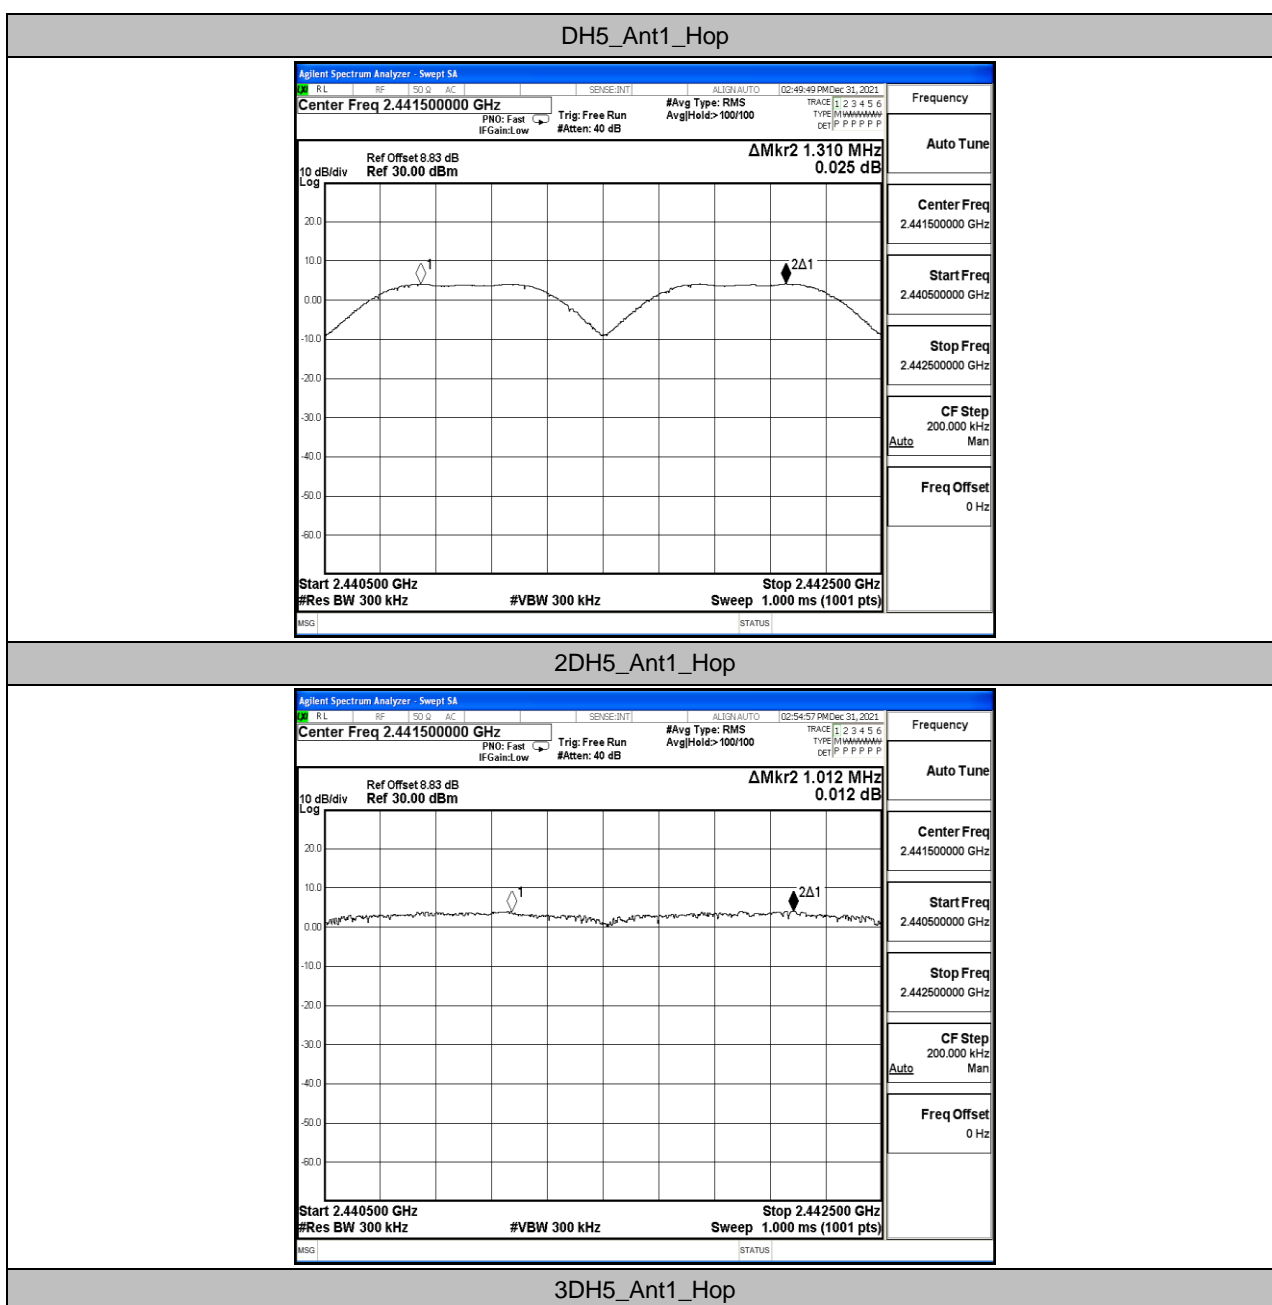 DH5_Ant1_Hop
Agilent Spectrum Analyzer - Swept SA
LXI RL RF 50 Ω AC SENSE:INT ALIGN AUTO 02:49:49 PM Dec 31, 2021
Center Freq 2.441500000 GHz
PNO: Fast
IFGain:Low
Trig: Free Run
#Atten: 40 dB
#Avg Type: RMS
Avg|Hold:> 100/100
TRACE 1 2 3 4 5 6
TYPE M WWWWW
DET P P P P P P
Ref Offset 8.83 dB
10 dB/div Ref 30.00 dBm
Log
ΔMkr2 1.310 MHz
0.025 dB
20.0
10.0
0.00
-10.0
-20.0
-30.0
-40.0
-50.0
-60.0
1
2Δ1
Start 2.440500 GHz Stop 2.442500 GHz
#Res BW 300 kHz #VBW 300 kHz Sweep 1.000 ms (1001 pts)
MSG STATUS
Frequency
Auto Tune
Center Freq
2.441500000 GHz
Start Freq
2.440500000 GHz
Stop Freq
2.442500000 GHz
CF Step
200.000 kHz
Auto Man
Freq Offset
0 Hz
2DH5_Ant1_Hop
Agilent Spectrum Analyzer - Swept SA
LXI RL RF 50 Ω AC SENSE:INT ALIGN AUTO 02:54:57 PM Dec 31, 2021
Center Freq 2.441500000 GHz
PNO: Fast
IFGain:Low
Trig: Free Run
#Atten: 40 dB
#Avg Type: RMS
Avg|Hold:> 100/100
TRACE 1 2 3 4 5 6
TYPE M WWWWW
DET P P P P P P
Ref Offset 8.83 dB
10 dB/div Ref 30.00 dBm
Log
ΔMkr2 1.012 MHz
0.012 dB
20.0
10.0
0.00
-10.0
-20.0
-30.0
-40.0
-50.0
-60.0
1
2Δ1
Start 2.440500 GHz Stop 2.442500 GHz
#Res BW 300 kHz #VBW 300 kHz Sweep 1.000 ms (1001 pts)
MSG STATUS
Frequency
Auto Tune
Center Freq
2.441500000 GHz
Start Freq
2.440500000 GHz
Stop Freq
2.442500000 GHz
CF Step
200.000 kHz
Auto Man
Freq Offset
0 Hz
3DH5_Ant1_Hop